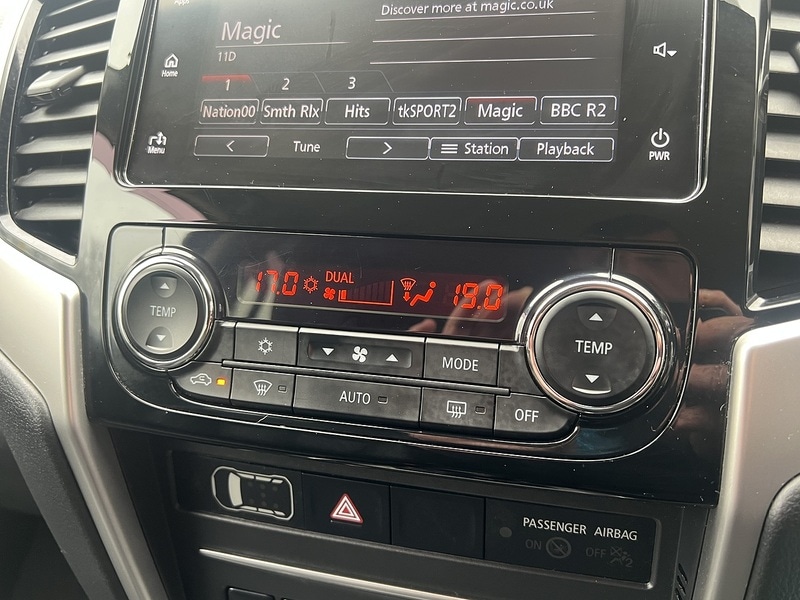 Apps
Discover more at magic.co.uk
Magic
11D
Home
1 2 3
Nation00 Smth Rlx Hits tkSPORT2 Magic BBC R2
Menu
< Tune > Station Playback
PWR
17.0 DUAL 19.0
TEMP
TEMP
MODE
AUTO
OFF
PASSENGER AIRBAG
ON OFF 2